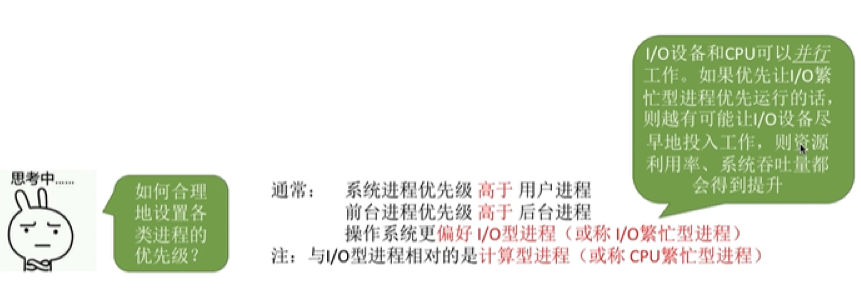 I/O设备和CPU可以并行
工作。如果优先让I/O繁
忙型进程优先运行的话，
则越有可能让I/O设备尽
早地投入工作，则资源
利用率、系统吞吐量都
会得到提升
思考中......
如何合理
地设置各
类进程的
优先级？
通常： 系统进程优先级 高于 用户进程
前台进程优先级 高于 后台进程
操作系统更偏好 I/O型进程（或称 I/O繁忙型进程）
注：与I/O型进程相对的是计算型进程（或称 CPU繁忙型进程）